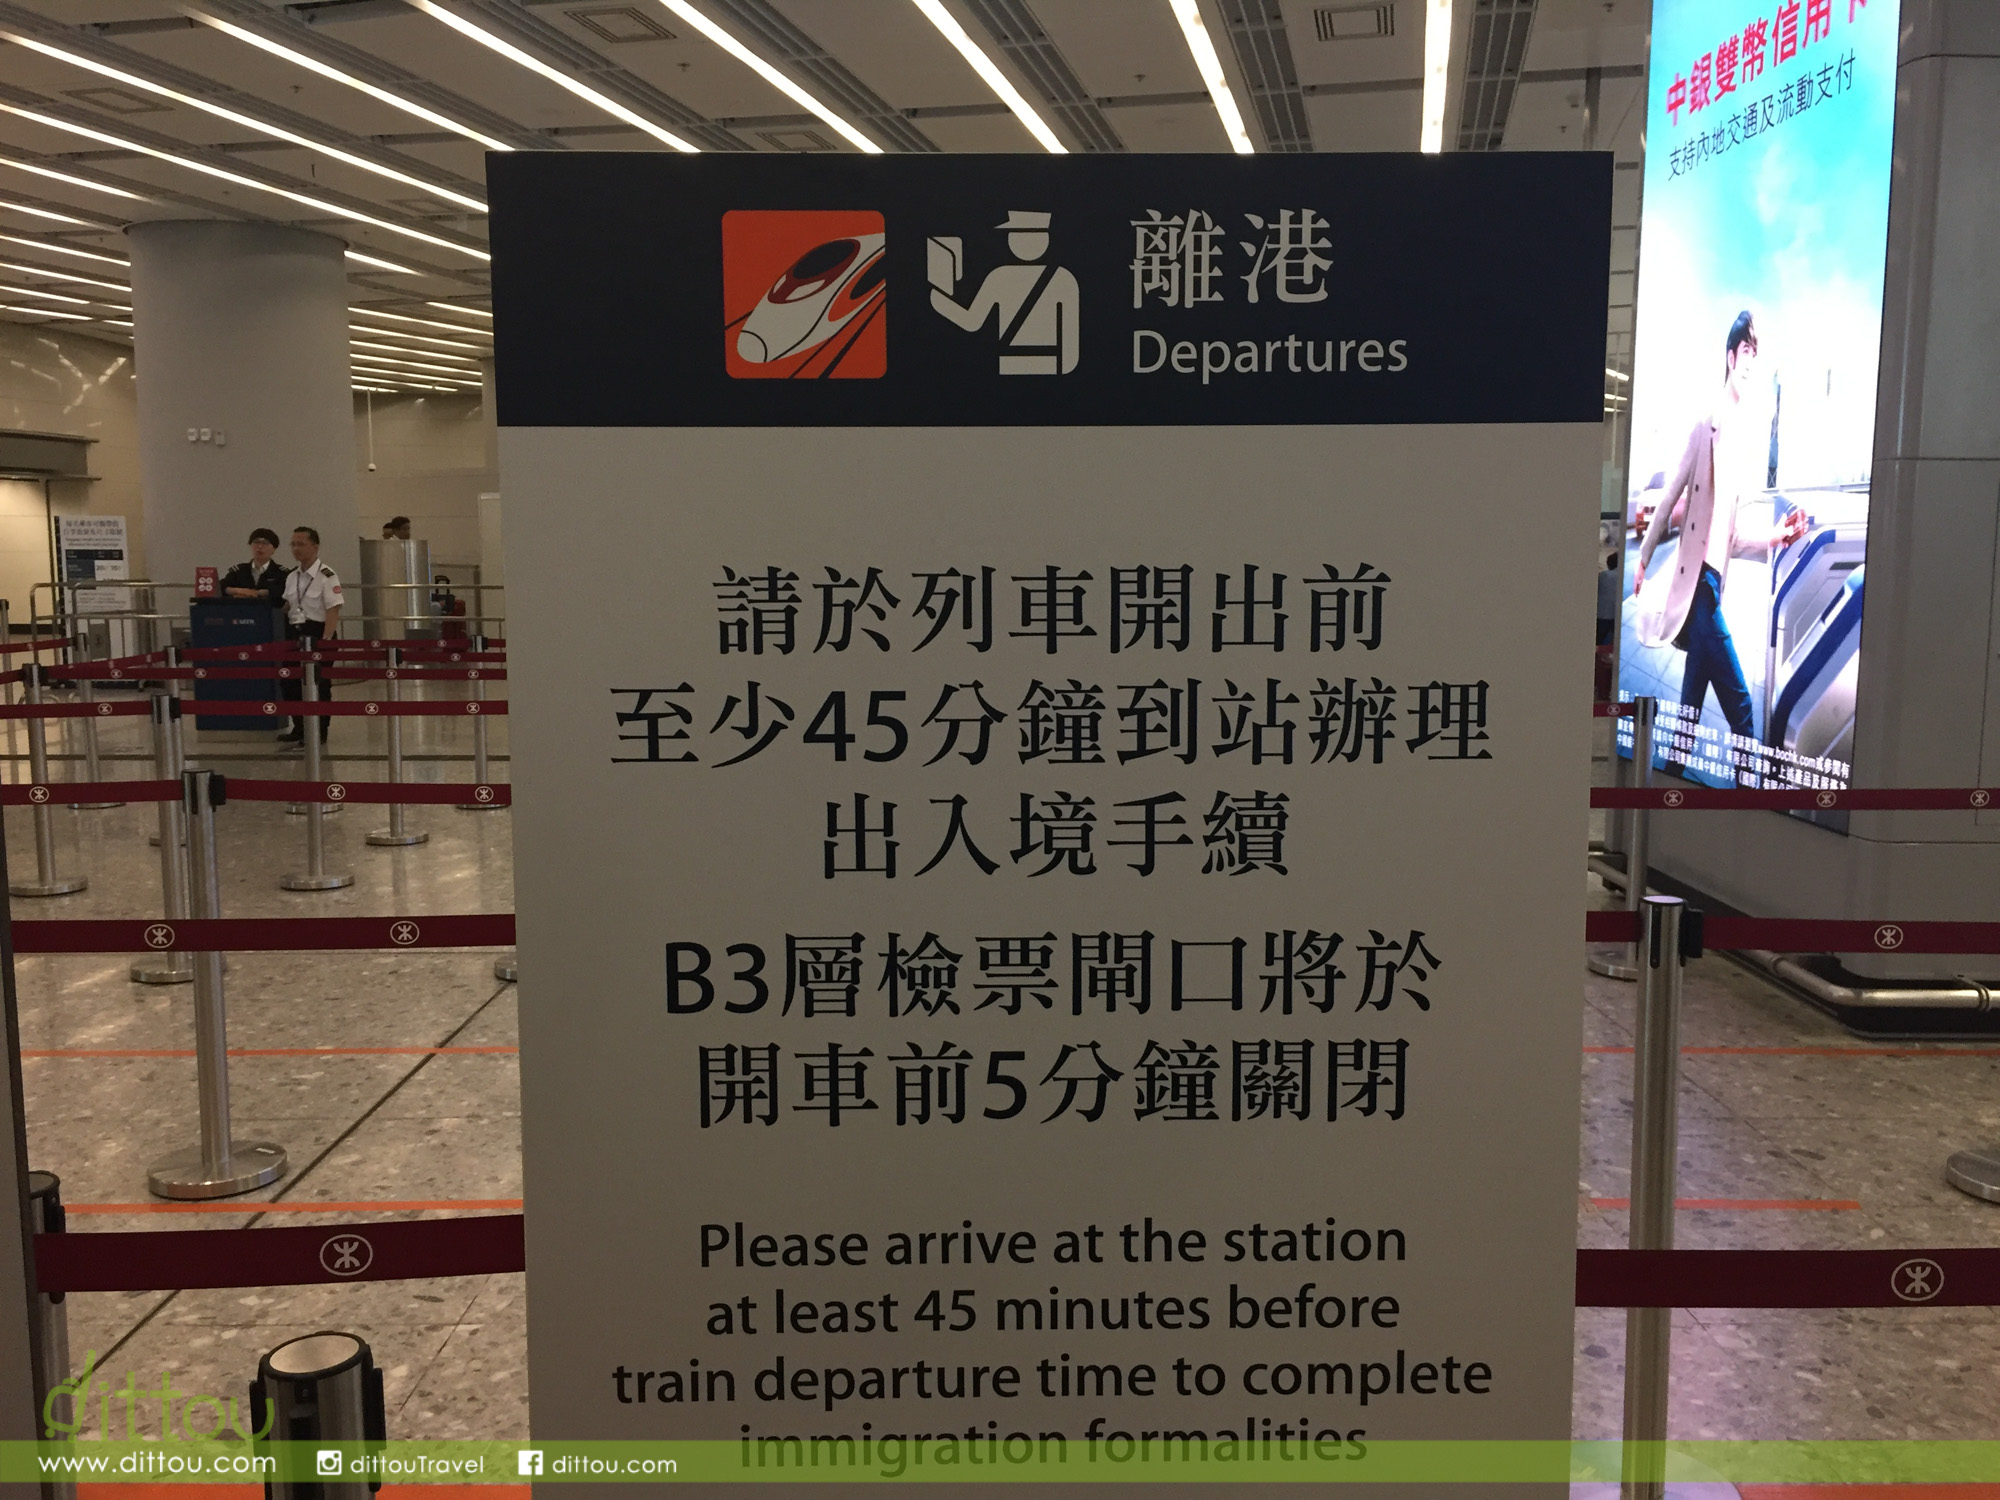 離港
Departures
請於列車開出前
至少45分鐘到站辦理
出入境手續
B3層檢票閘口將於
開車前5分鐘關閉
Please arrive at the station
at least 45 minutes before
train departure time to complete
immigration formalities
中銀雙幣信用卡
支持內地交通及流動支付
dittou
www.dittou.com
dittouTravel
dittou.com